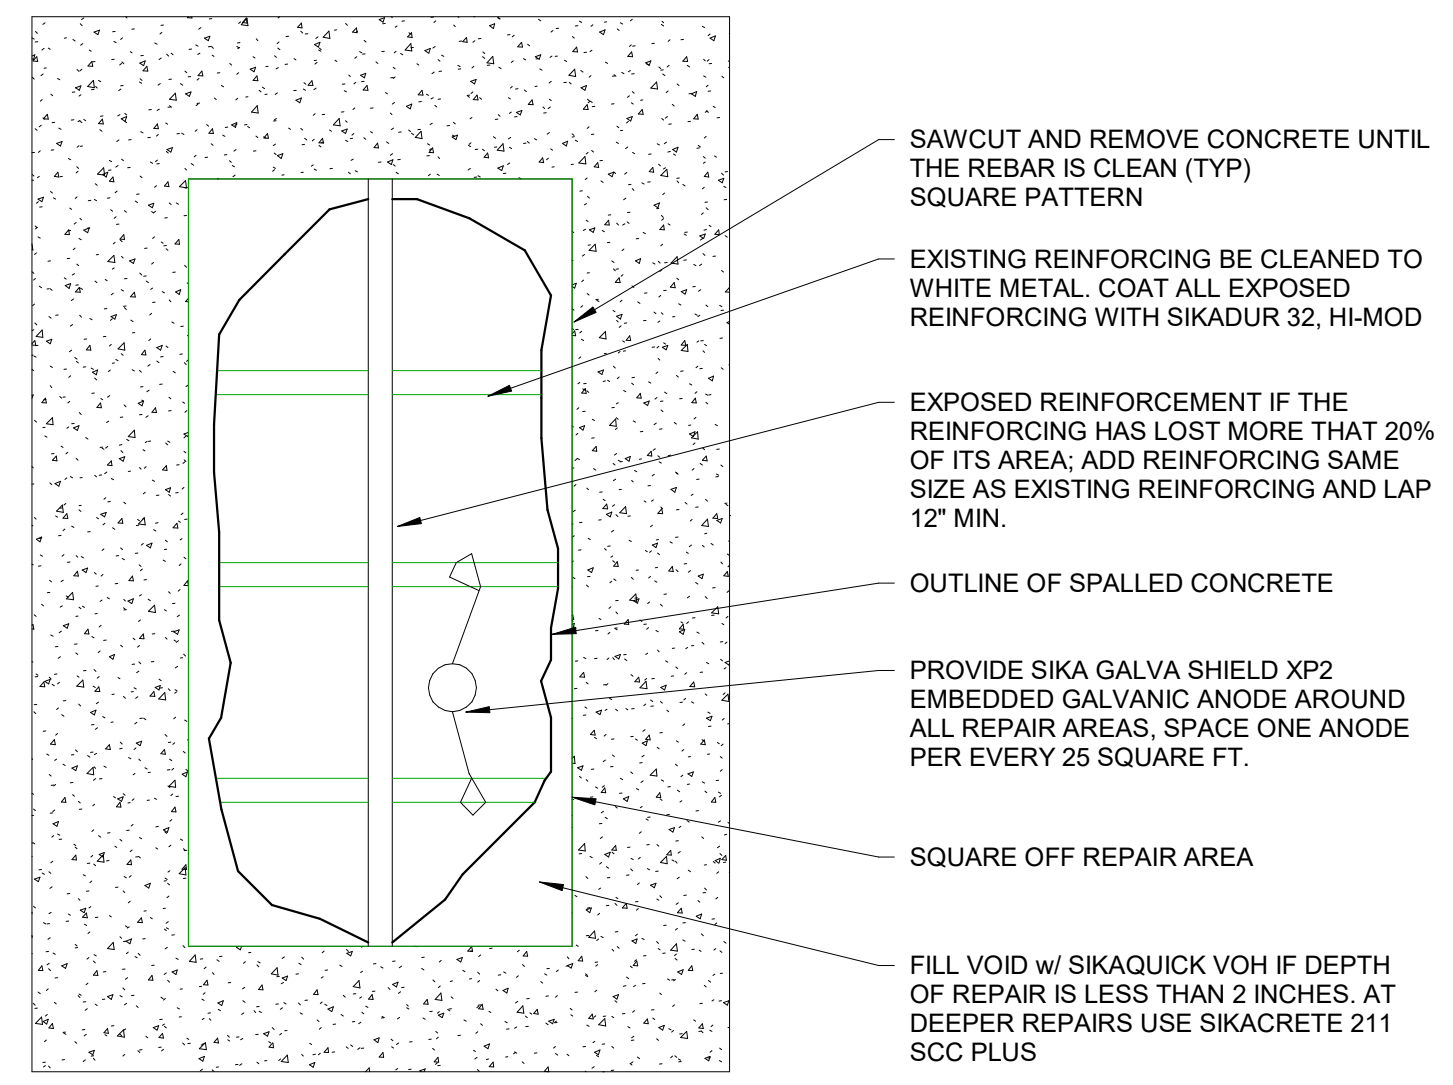 SAWCUT AND REMOVE CONCRETE UNTIL
THE REBAR IS CLEAN (TYP)
SQUARE PATTERN
EXISTING REINFORCING BE CLEANED TO
WHITE METAL. COAT ALL EXPOSED
REINFORCING WITH SIKADUR 32, HI-MOD
EXPOSED REINFORCEMENT IF THE
REINFORCING HAS LOST MORE THAT 20%
OF ITS AREA; ADD REINFORCING SAME
SIZE AS EXISTING REINFORCING AND LAP
12" MIN.
OUTLINE OF SPALLED CONCRETE
PROVIDE SIKA GALVA SHIELD XP2
EMBEDDED GALVANIC ANODE AROUND
ALL REPAIR AREAS, SPACE ONE ANODE
PER EVERY 25 SQUARE FT.
SQUARE OFF REPAIR AREA
FILL VOID w/ SIKAQUICK VOH IF DEPTH
OF REPAIR IS LESS THAN 2 INCHES. AT
DEEPER REPAIRS USE SIKACRETE 211
SCC PLUS